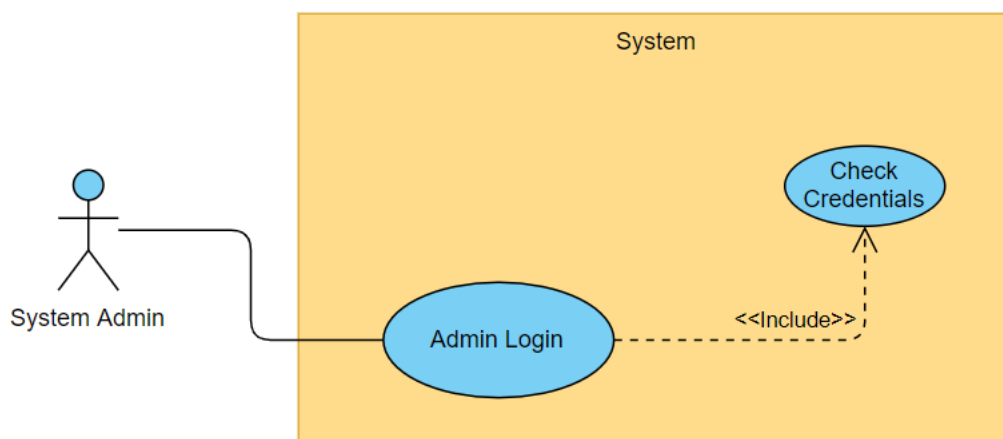 System
Check
Credentials
System Admin
<<Include>>
Admin Login